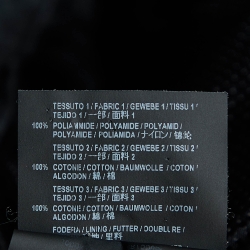 TESSUTO 1 / FABRIC 1 / GEWEBE 1 / TISSU 1 /
TEJIDO 1 / 一部 / 面料 1
100% POLIAMMIDE / POLYAMIDE / POLYAMID /
POLYAMIDE / POLIAMIDA / ナイロン / 锦纶
TESSUTO 2 / FABRIC 2 / GEWEBE 2 / TISSU 2 /
TEJIDO 2 / 一部 / 面料 2
100% COTONE / COTTON / BAUMWOLLE / COTON /
ALGODON / 綿 / 棉
TESSUTO 3 / FABRIC 3 / GEWEBE 3 / TISSU 3 /
TEJIDO 3 / 一部 / 面料 3
100% COTONE / COTTON / BAUMWOLLE / COTON /
ALGODON / 綿 / 棉
FODERA / LINING / FUTTER / DOUBLURE /
里料